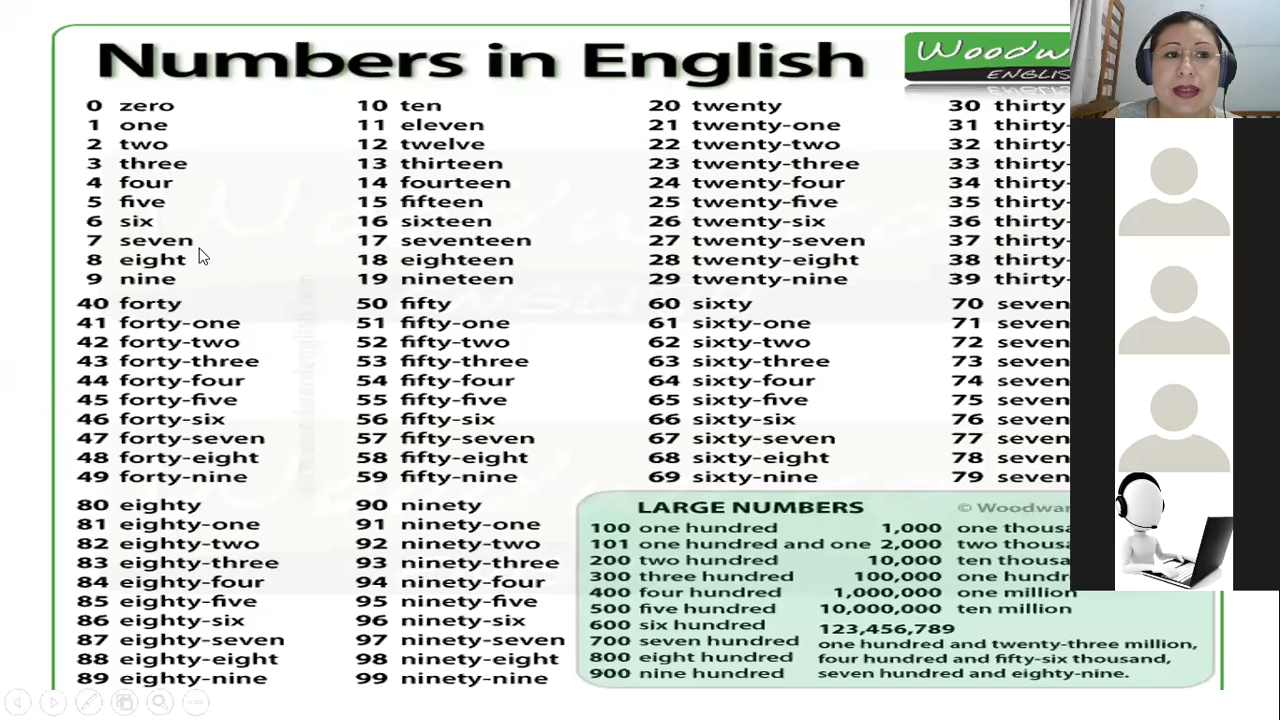 Numbers in English
Woodw
ENGLIS
0 zero
1 one
2 two
3 three
4 four
5 five
6 six
7 seven
8 eight
9 nine
10 ten
11 eleven
12 twelve
13 thirteen
14 fourteen
15 fifteen
16 sixteen
17 seventeen
18 eighteen
19 nineteen
20 twenty
21 twenty-one
22 twenty-two
23 twenty-three
24 twenty-four
25 twenty-five
26 twenty-six
27 twenty-seven
28 twenty-eight
29 twenty-nine
30 thirty
31 thirty-
32 thirty-
33 thirty-
34 thirty-
35 thirty-
36 thirty-
37 thirty-
38 thirty-
39 thirty-
40 forty
41 forty-one
42 forty-two
43 forty-three
44 forty-four
45 forty-five
46 forty-six
47 forty-seven
48 forty-eight
49 forty-nine
50 fifty
51 fifty-one
52 fifty-two
53 fifty-three
54 fifty-four
55 fifty-five
56 fifty-six
57 fifty-seven
58 fifty-eight
59 fifty-nine
60 sixty
61 sixty-one
62 sixty-two
63 sixty-three
64 sixty-four
65 sixty-five
66 sixty-six
67 sixty-seven
68 sixty-eight
69 sixty-nine
70 seven
71 seven
72 seven
73 seven
74 seven
75 seven
76 seven
77 seven
78 seven
79 seven
80 eighty
81 eighty-one
82 eighty-two
83 eighty-three
84 eighty-four
85 eighty-five
86 eighty-six
87 eighty-seven
88 eighty-eight
89 eighty-nine
90 ninety
91 ninety-one
92 ninety-two
93 ninety-three
94 ninety-four
95 ninety-five
96 ninety-six
97 ninety-seven
98 ninety-eight
99 ninety-nine
LARGE NUMBERS
© Woodwa
100 one hundred
101 one hundred and one
200 two hundred
300 three hundred
400 four hundred
500 five hundred
600 six hundred
700 seven hundred
800 eight hundred
900 nine hundred
1,000 one thousa
2,000 two thousa
10,000 ten thousa
100,000 one hundr
1,000,000 one million
10,000,000 ten million
123,456,789
one hundred and twenty-three million,
four hundred and fifty-six thousand,
seven hundred and eighty-nine.